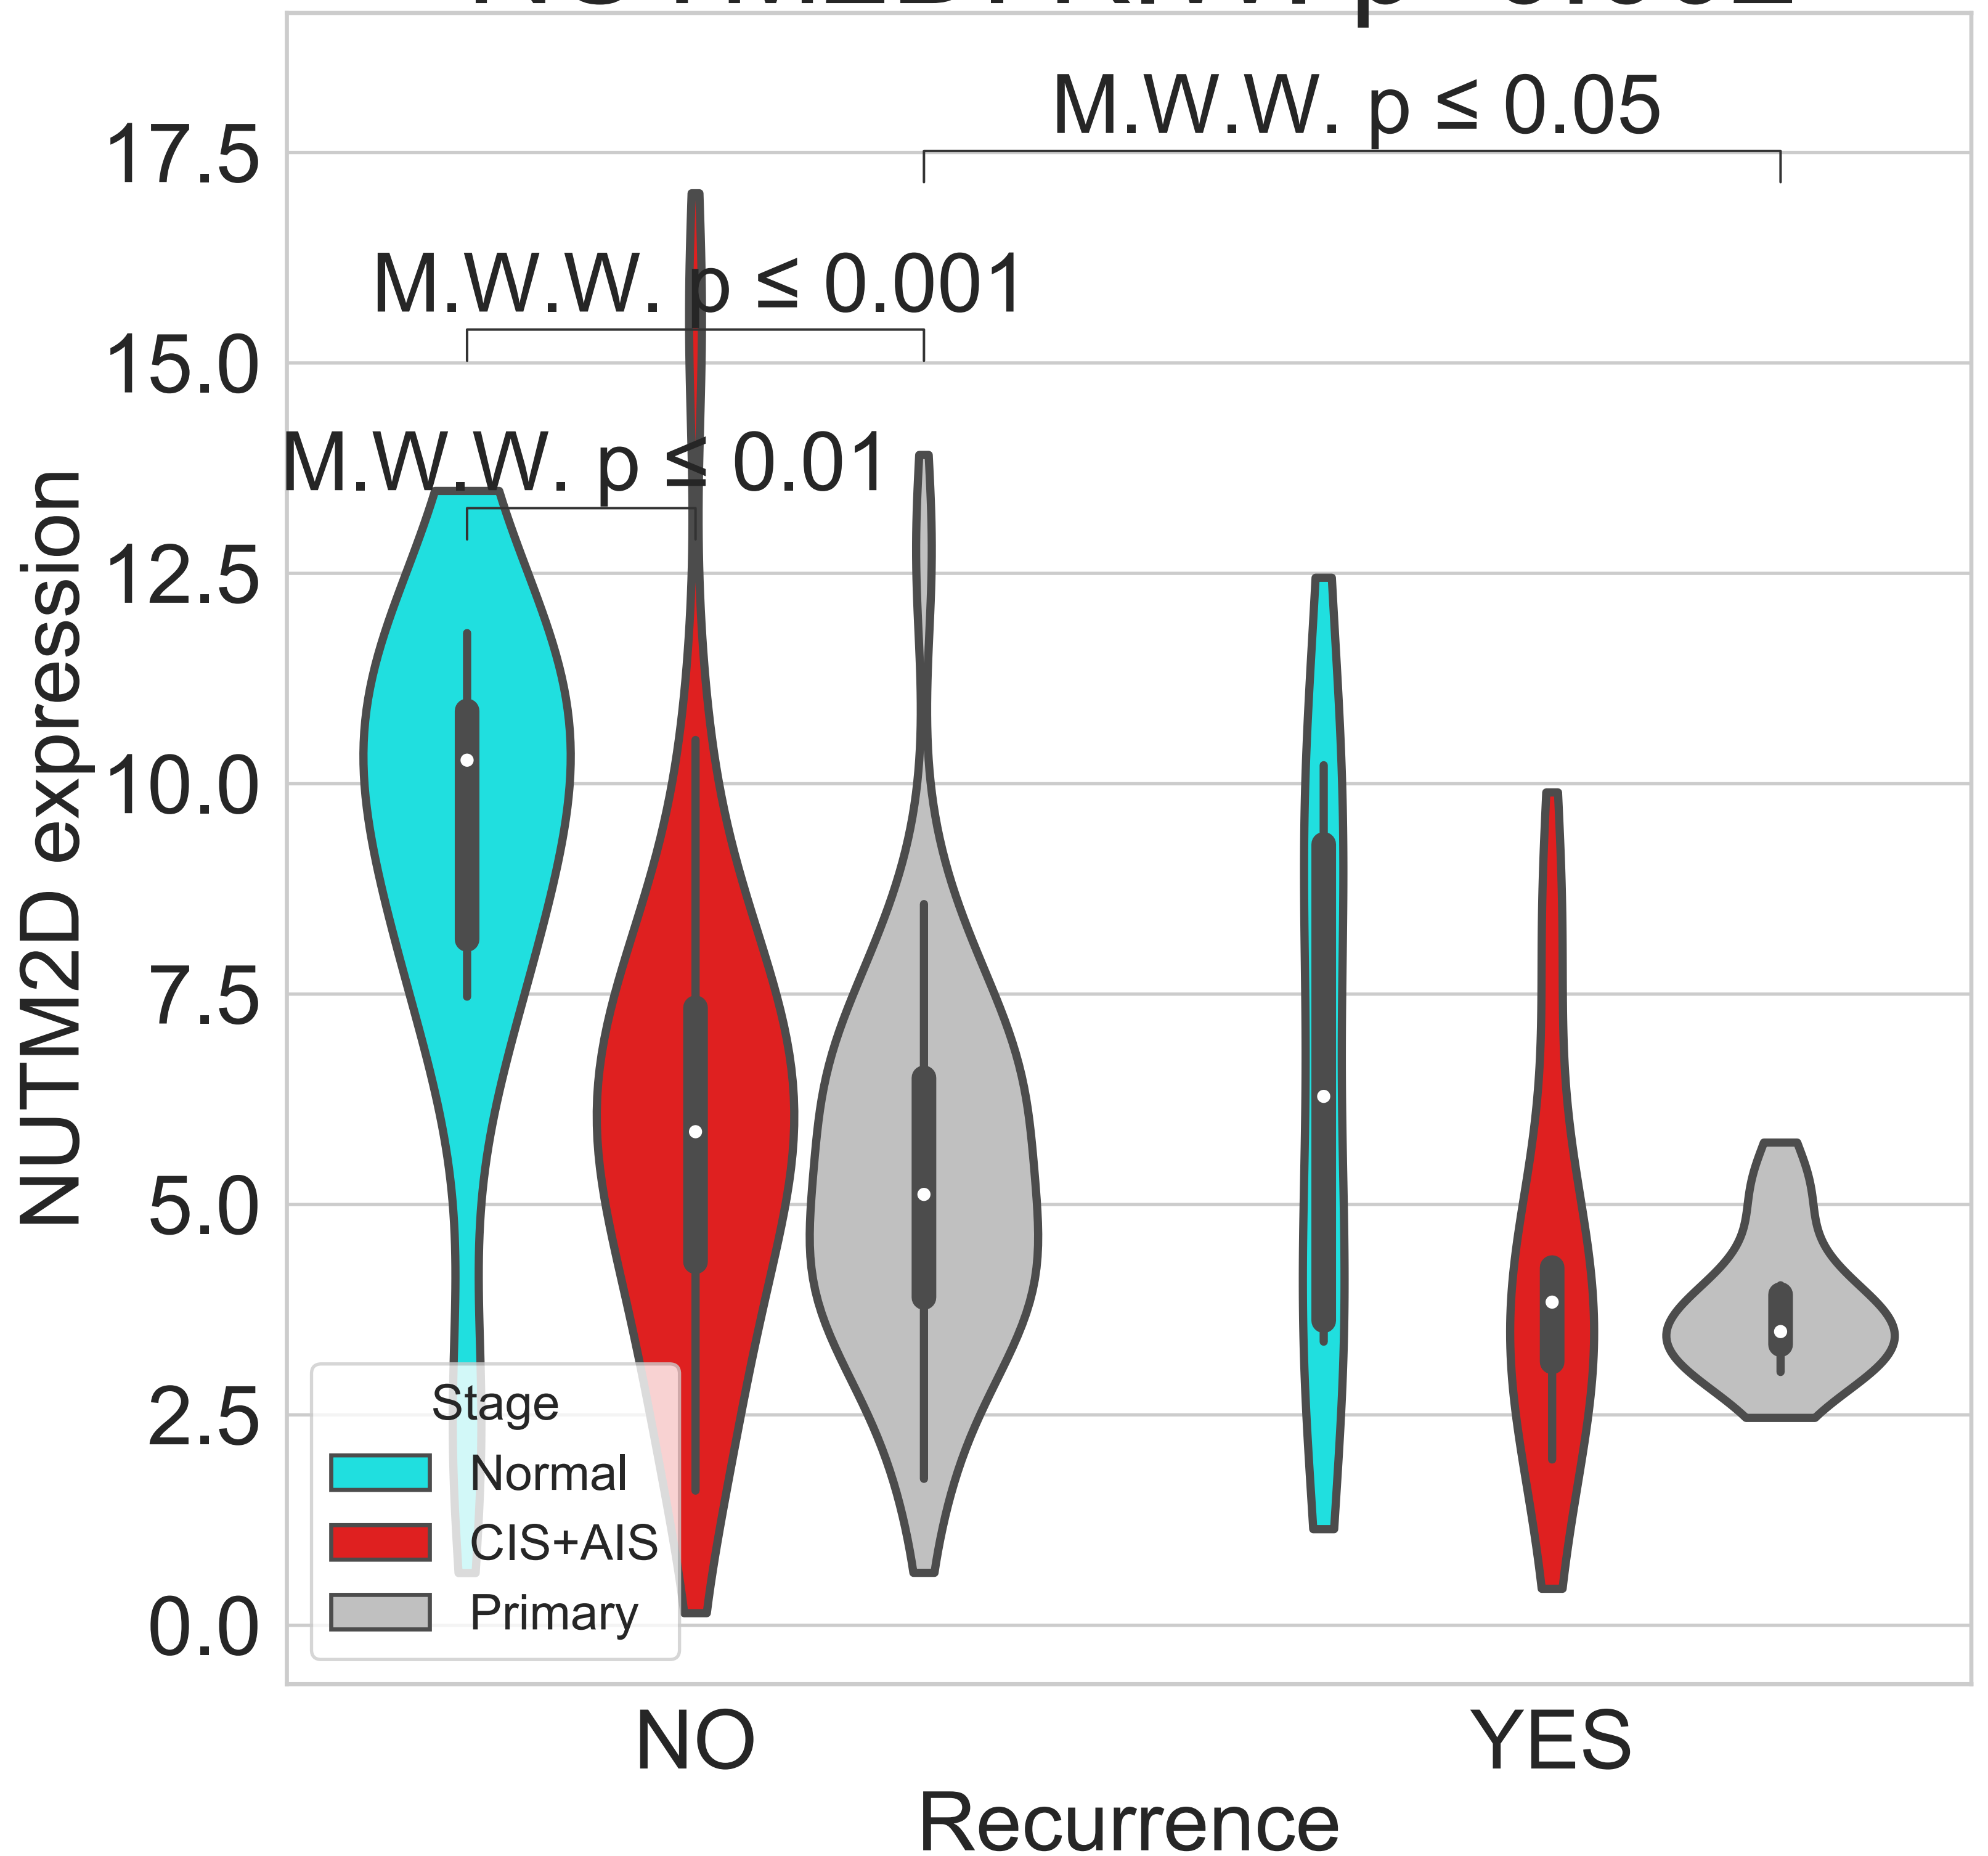 M.W.W. p ≤ 0.05
17.5
M.W.W. p ≤ 0.001
15.0
M.W.W. p ≤ 0.01
12.5
10.0
7.5
5.0
2.5
0.0
NUTM2D expression
Stage
Normal
CIS+AIS
Primary
NO
YES
Recurrence